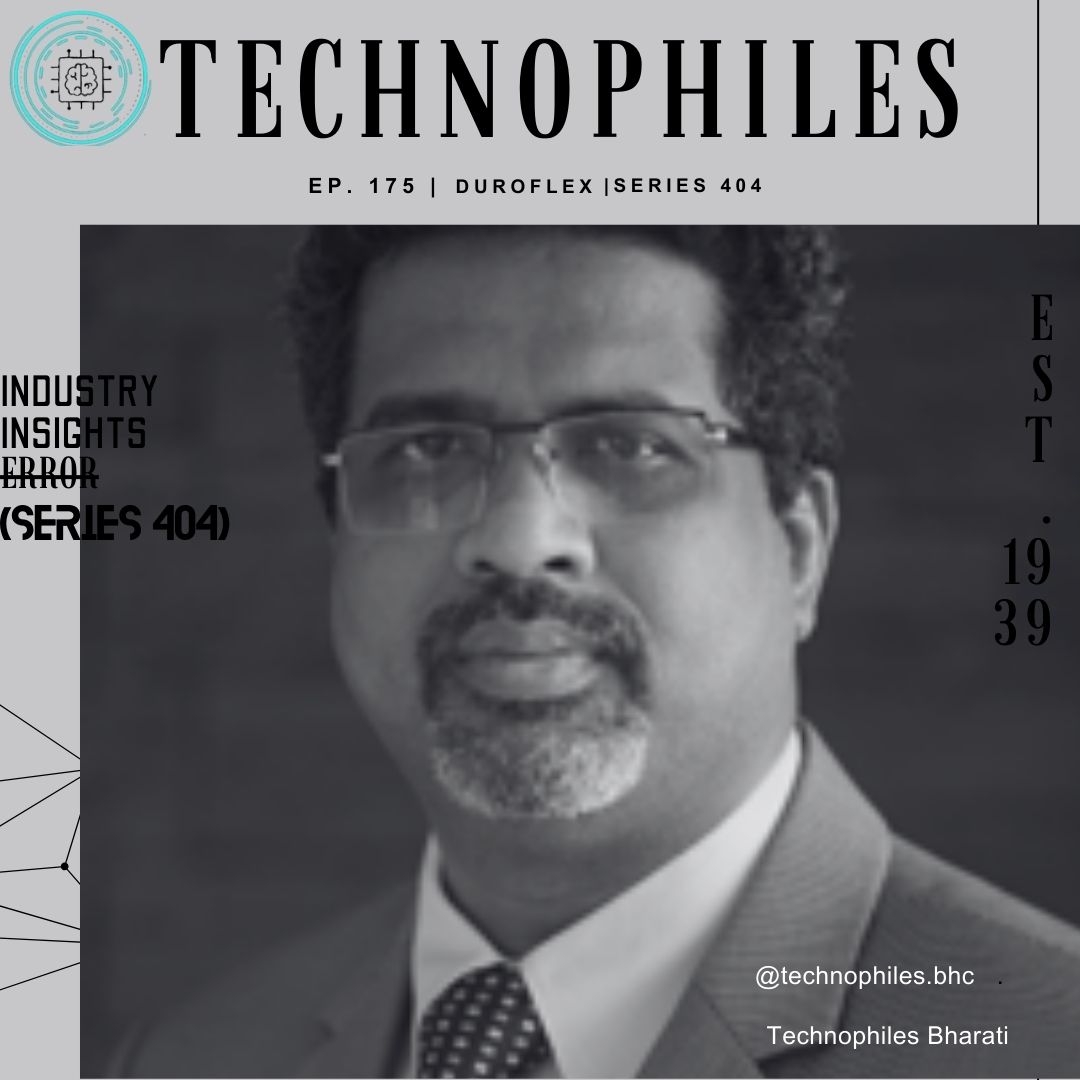 TECHNOPHILES
EP. 175 | DUROFLEX |SERIES 404
INDUSTRY
INSIGHTS
ERROR
(SERIES 404)
E
S
T
.
19
39
@technophiles.bhc .
Technophiles Bharati